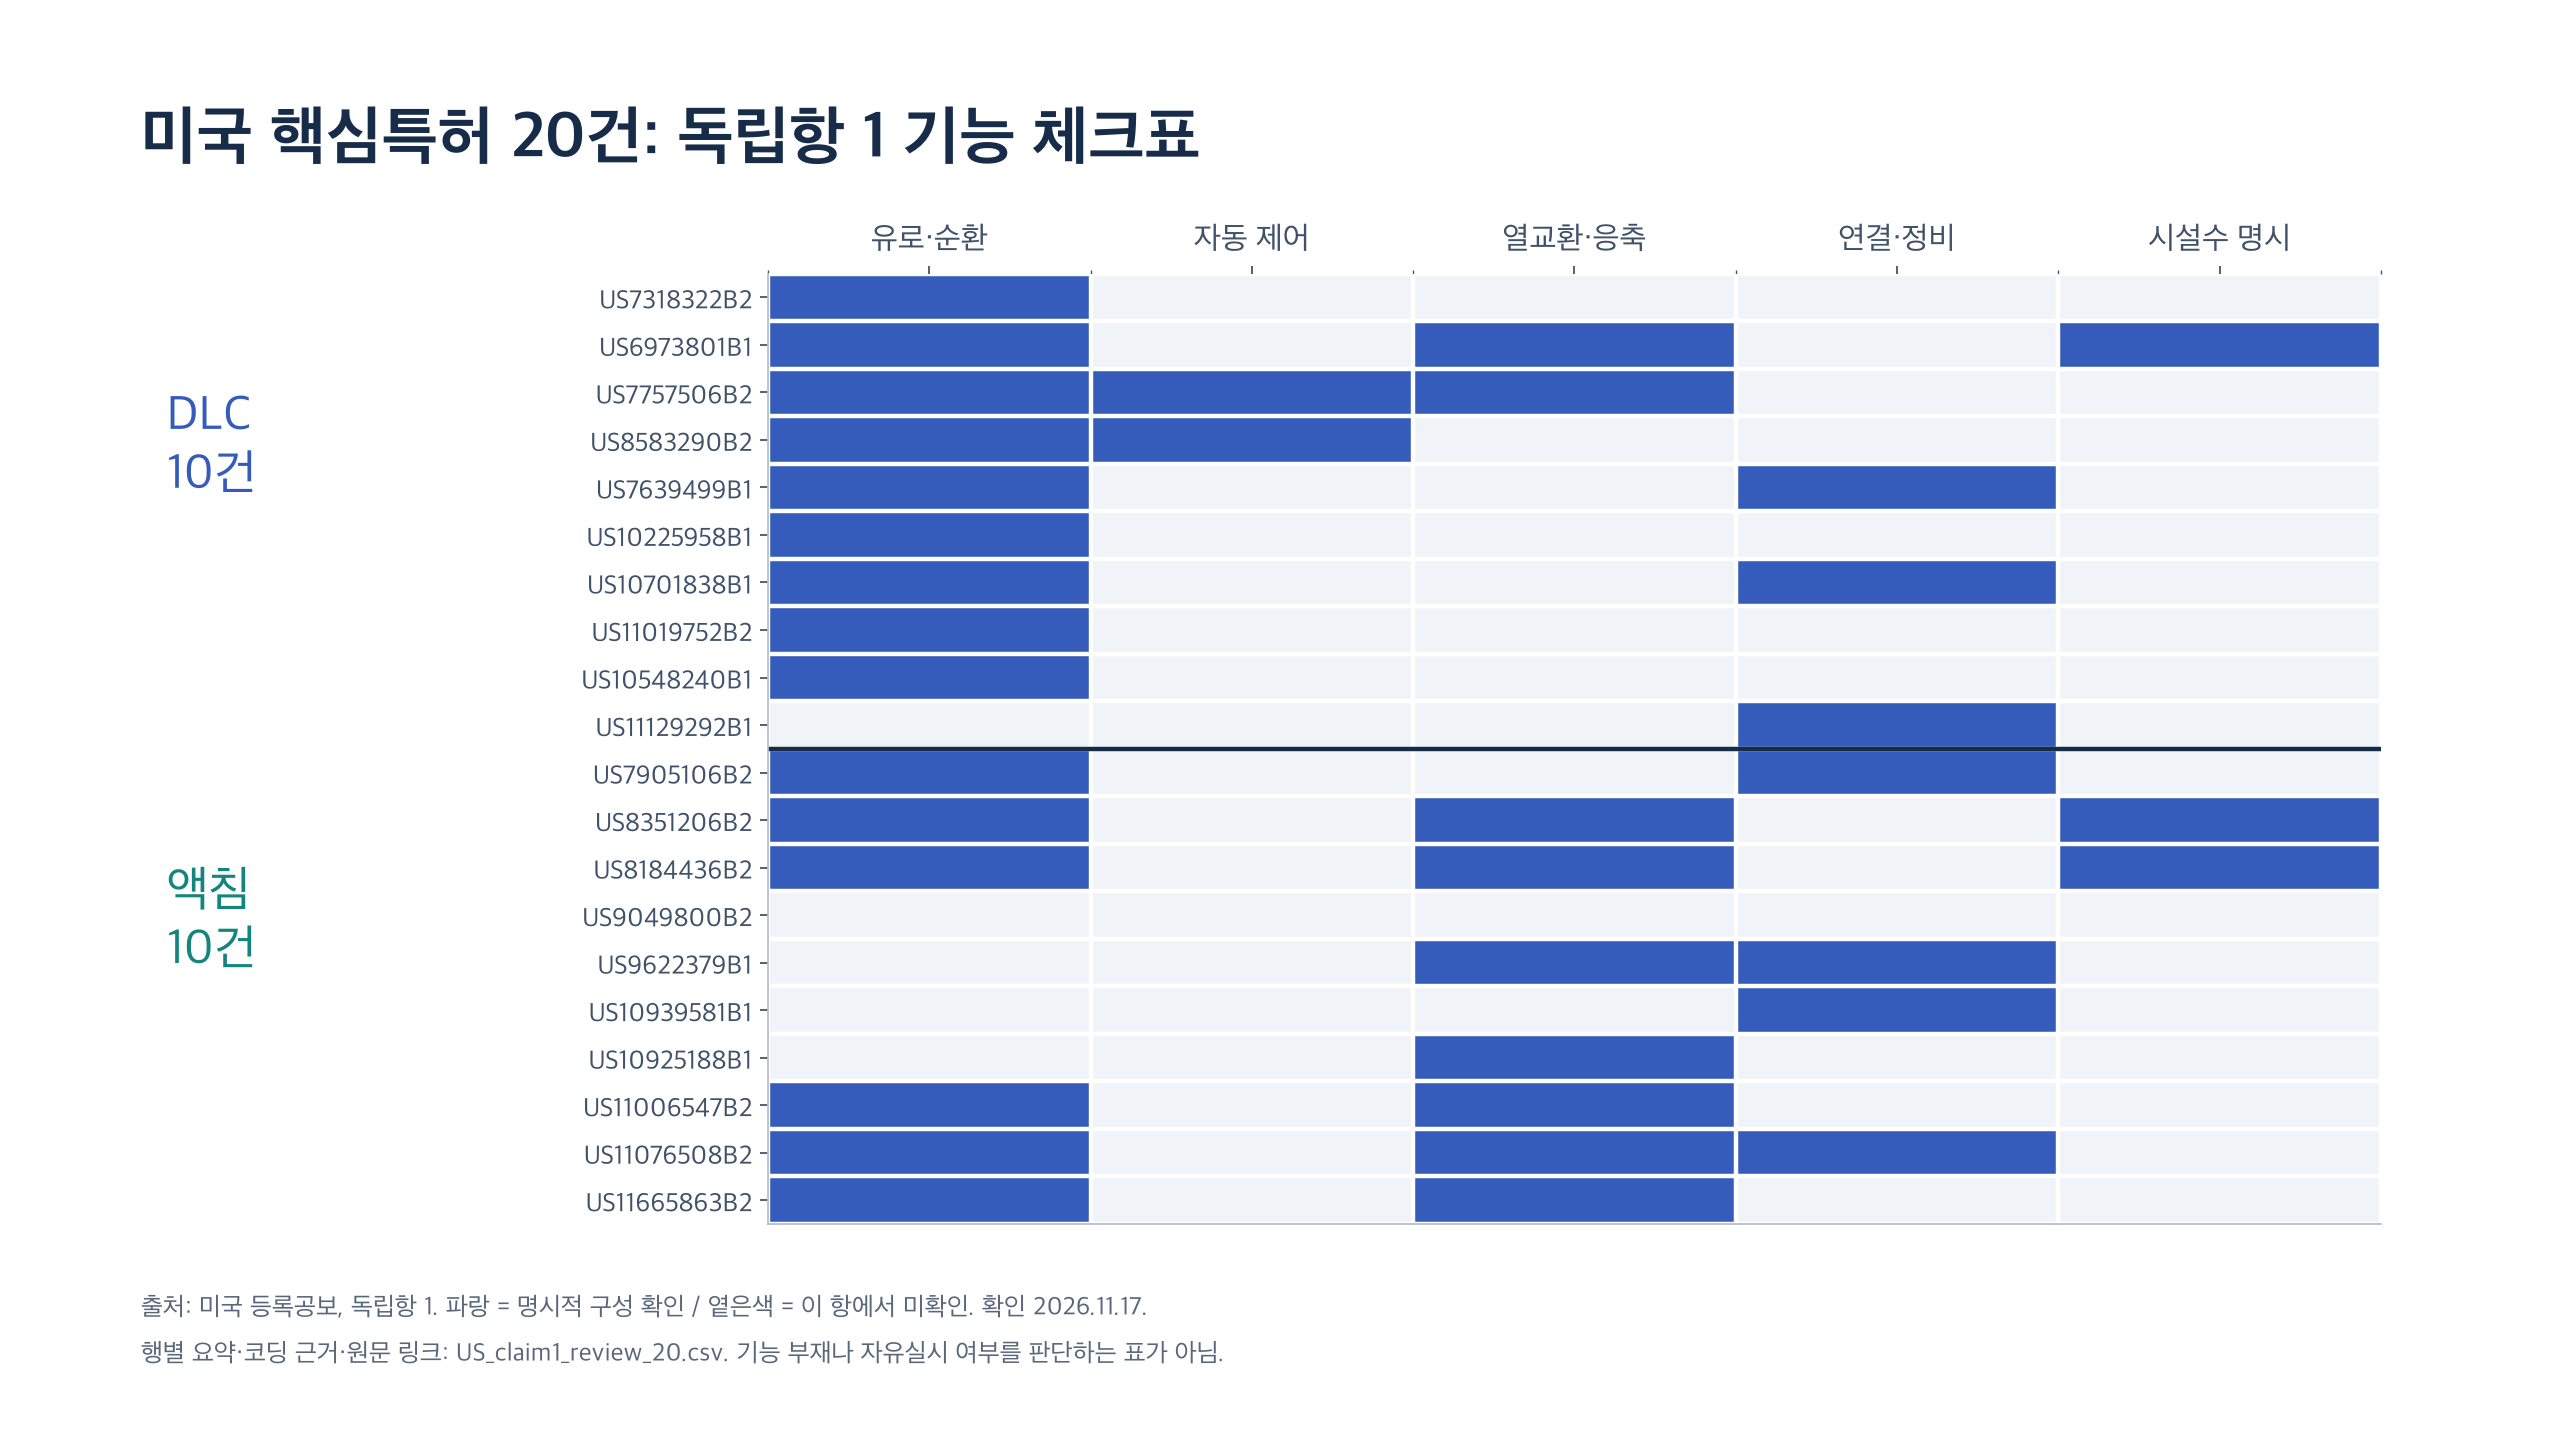 미국 핵심특허 20건: 독립항 1 기능 체크표
유로·순환 자동 제어 열교환·응축 연결·정비 시설수 명시
DLC
10건
US7318322B2
US6973801B1
US7757506B2
US8583290B2
US7639499B1
US10225958B1
US10701838B1
US11019752B2
US10548240B1
US11129292B1
액침
10건
US7905106B2
US8351206B2
US8184436B2
US9049800B2
US9622379B1
US10939581B1
US10925188B1
US11006547B2
US11076508B2
US11665863B2
출처: 미국 등록공보, 독립항 1. 파랑 = 명시적 구성 확인 / 옅은색 = 이 항에서 미확인. 확인 2026.11.17.
행별 요약·코딩 근거·원문 링크: US_claim1_review_20.csv. 기능 부재나 자유실시 여부를 판단하는 표가 아님.